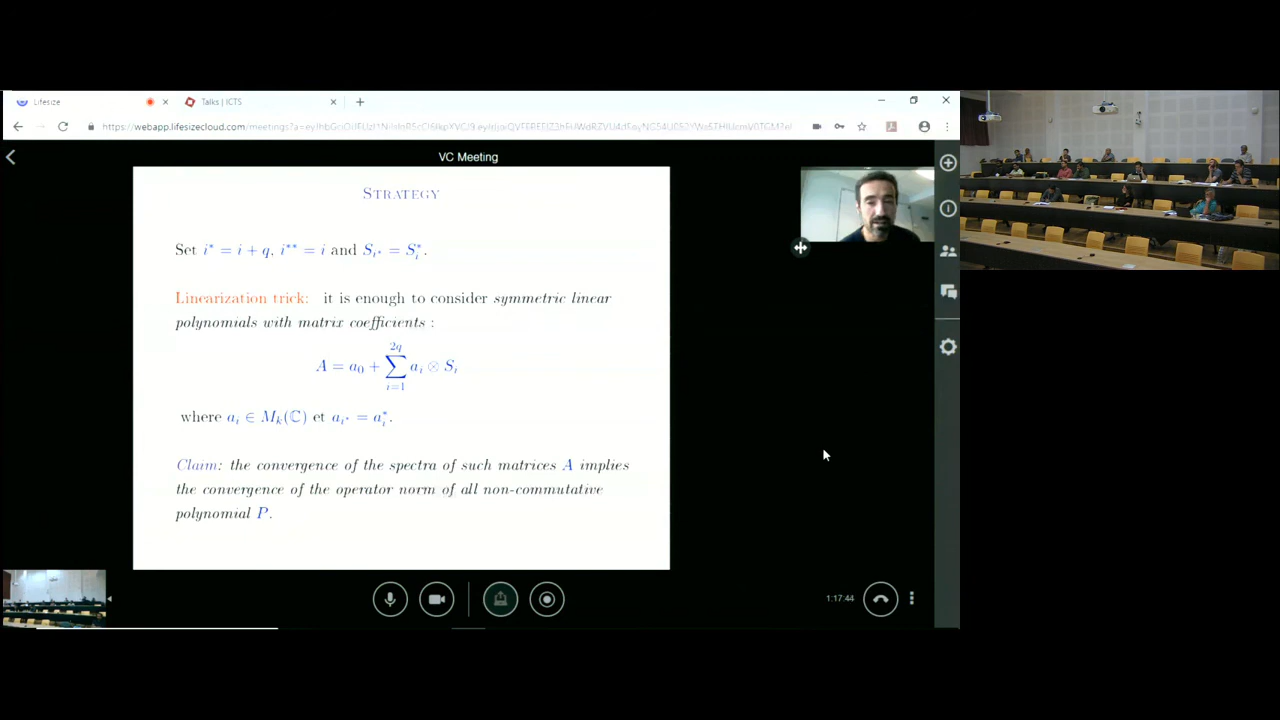 Lifesize
Talks | ICTS
VC Meeting
STRATEGY
Set i* = i + q, i** = i and S_{i*} = S_i^*.
Linearization trick: it is enough to consider symmetric linear
polynomials with matrix coefficients :
A = a_0 + \sum_{i=1}^{2q} a_i ⊗ S_i
where a_i ∈ M_k(ℂ) et a_{i*} = a_i^*.
Claim: the convergence of the spectra of such matrices A implies
the convergence of the operator norm of all non-commutative
polynomial P.
1:17:44